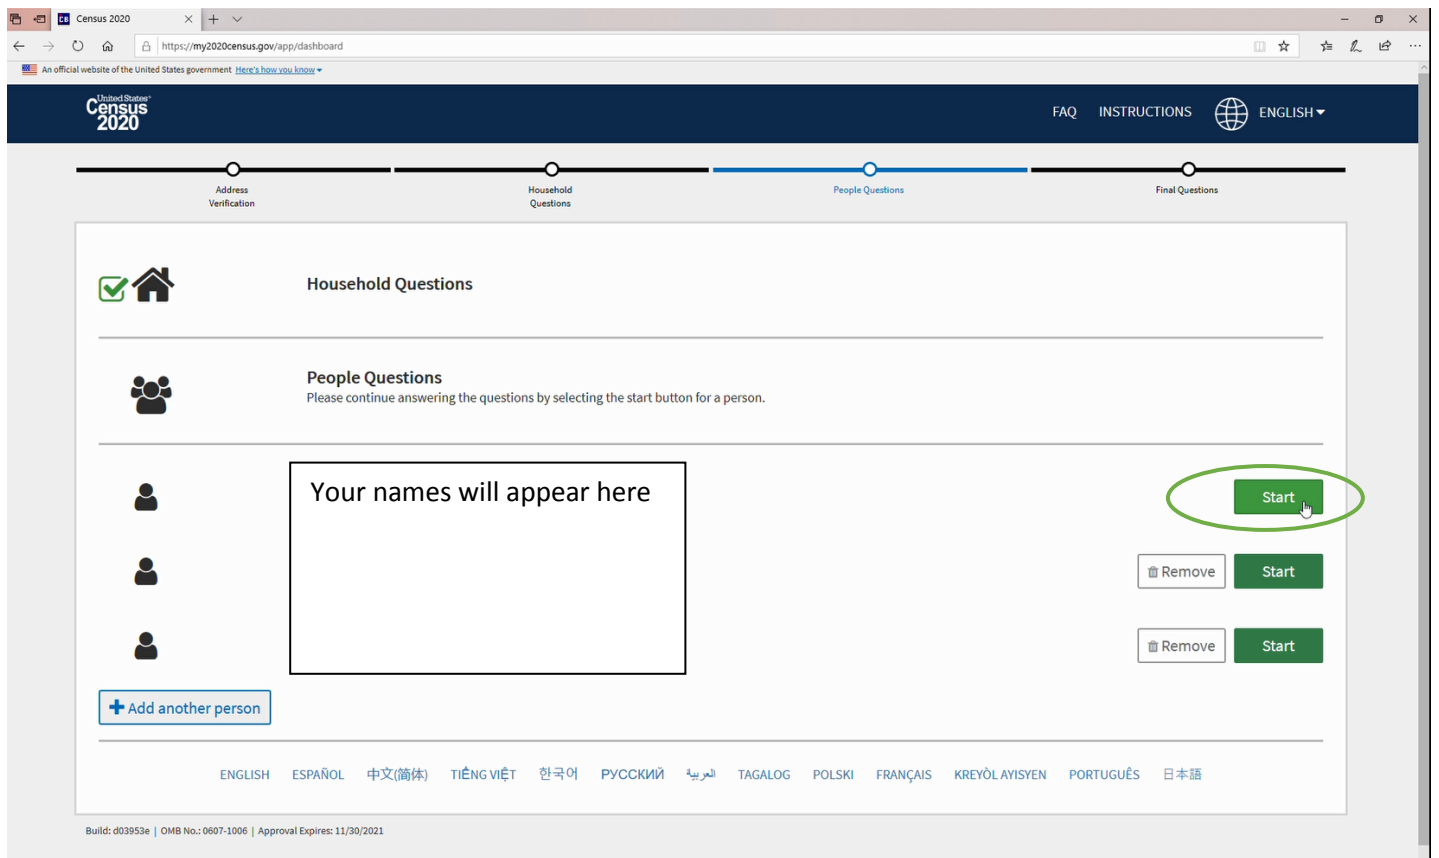 CB Census 2020
https://my2020census.gov/app/dashboard
An official website of the United States government Here's how you know
United States®
Census
2020
FAQ INSTRUCTIONS ENGLISH
Address
Verification
Household
Questions
People Questions
Final Questions
Household Questions
People Questions
Please continue answering the questions by selecting the start button for a person.
Your names will appear here
Start
Remove Start
Remove Start
Add another person
ENGLISH ESPAÑOL 中文(简体) TIẾNG VIỆT 한국어 РУССКИЙ العربية TAGALOG POLSKI FRANÇAIS KREYÒL AYISYEN PORTUGUÊS 日本語
Build: d03953e | OMB No.: 0607-1006 | Approval Expires: 11/30/2021